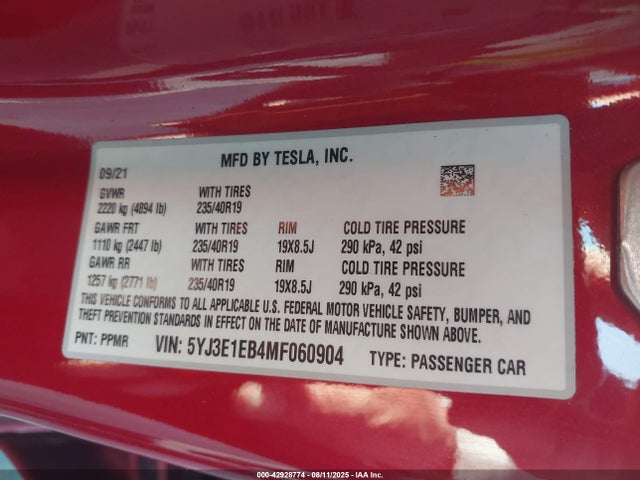 MFD BY TESLA, INC.
09/21
GVWR WITH TIRES
2220 kg (4894 lb) 235/40R19
GAWR FRT WITH TIRES RIM COLD TIRE PRESSURE
1110 kg (2447 lb) 235/40R19 19X8.5J 290 kPa, 42 psi
GAWR RR WITH TIRES RIM COLD TIRE PRESSURE
1257 kg (2771 lb) 235/40R19 19X8.5J 290 kPa, 42 psi
THIS VEHICLE CONFORMS TO ALL APPLICABLE U.S. FEDERAL MOTOR VEHICLE SAFETY, BUMPER, AND
THEFT PREVENTION STANDARDS IN EFFECT ON THE DATE OF MANUFACTURE SHOWN ABOVE.
PNT: PPMR VIN: 5YJ3E1EB4MF060904 TYPE: PASSENGER CAR
000-42928774 - 08/11/2025 - IAA Inc.